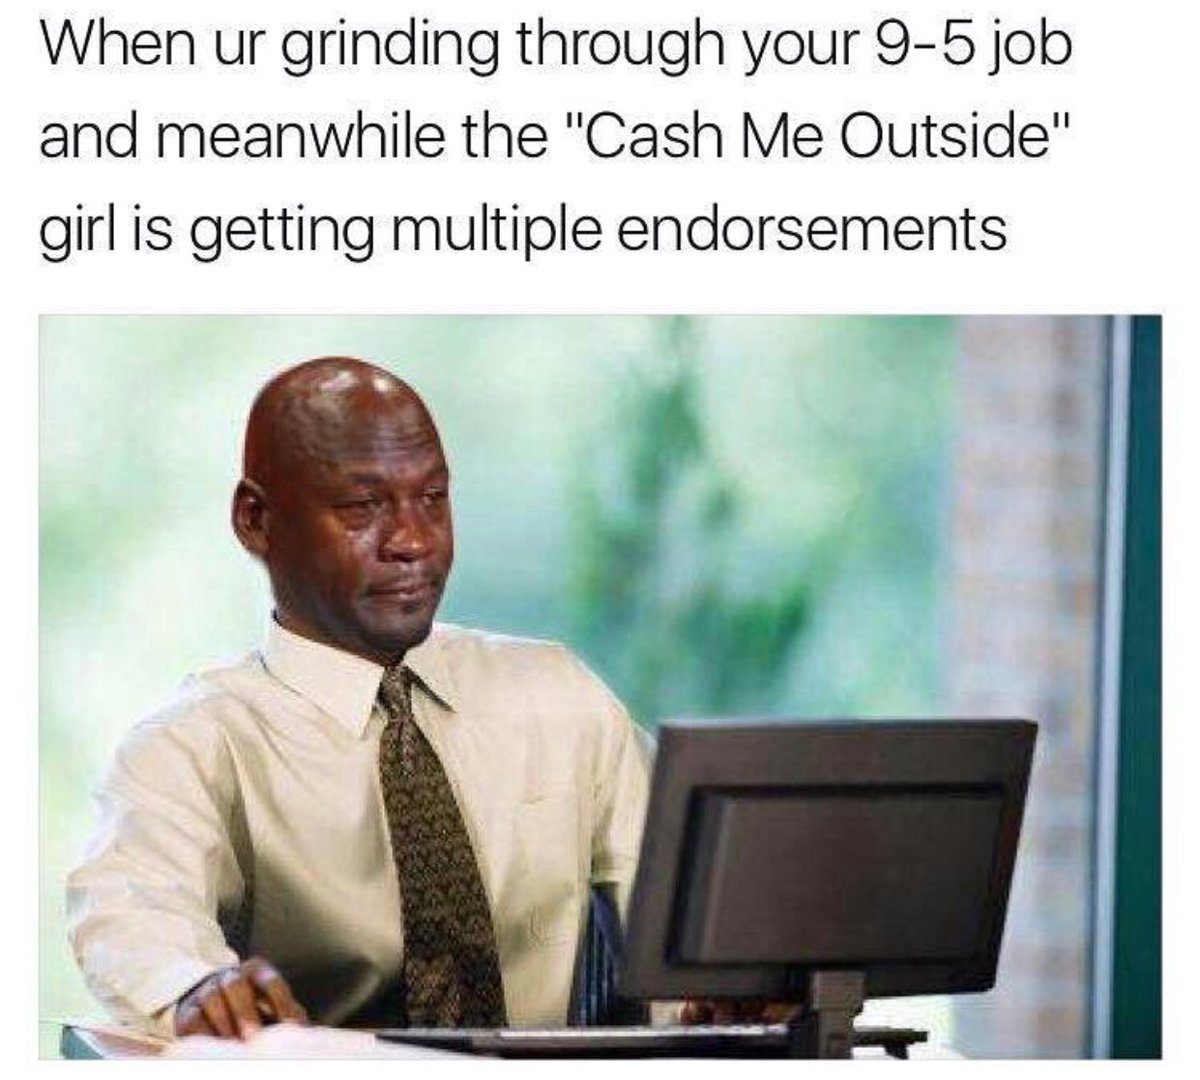 When ur grinding through your 9-5 job
and meanwhile the "Cash Me Outside"
girl is getting multiple endorsements